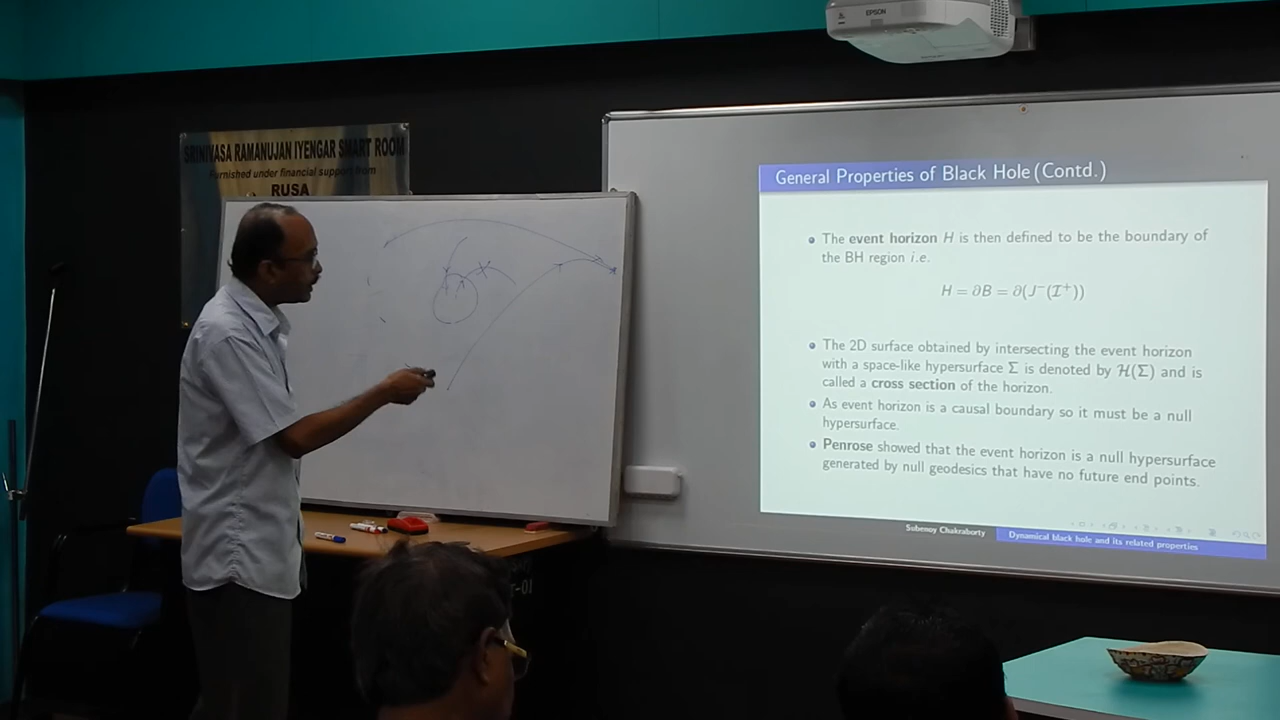 EPSON
SRINIVASA RAMANUJAN IYENGAR SMART ROOM
Furnished under financial support from
RUSA
General Properties of Black Hole(Contd.)
The event horizon H is then defined to be the boundary of
the BH region i.e.
H = ∂B = ∂(J⁻(I⁺))
The 2D surface obtained by intersecting the event horizon
with a space-like hypersurface Σ is denoted by H(Σ) and is
called a cross section of the horizon.
As event horizon is a causal boundary so it must be a null
hypersurface.
Penrose showed that the event horizon is a null hypersurface
generated by null geodesics that have no future end points.
Subenoy Chakraborty
Dynamical black hole and its related properties
-01